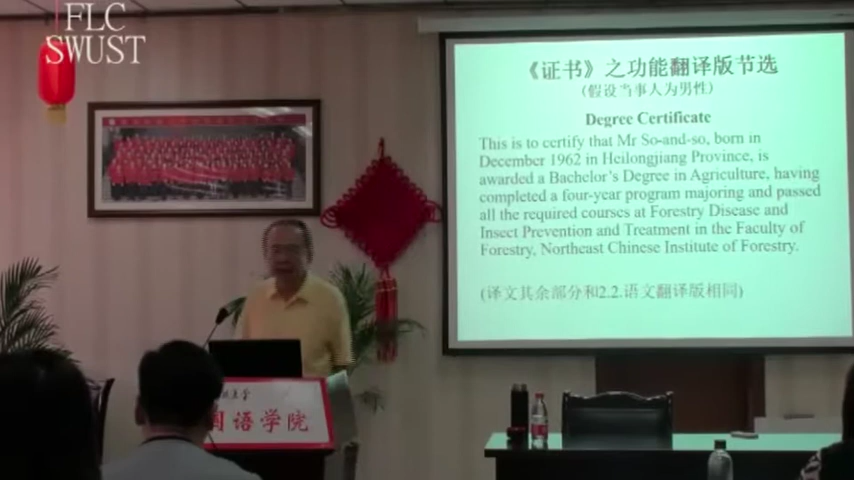 FLC
SWUST
《证书》之功能翻译版节选
(假设当事人为男性)
Degree Certificate
This is to certify that Mr So-and-so, born in
December 1962 in Heilongjiang Province, is
awarded a Bachelor's Degree in Agriculture, having
completed a four-year program majoring and passed
all the required courses at Forestry Disease and
Insect Prevention and Treatment in the Faculty of
Forestry, Northeast Chinese Institute of Forestry.
(译文其余部分和2.2.语文翻译版相同)
国语学院